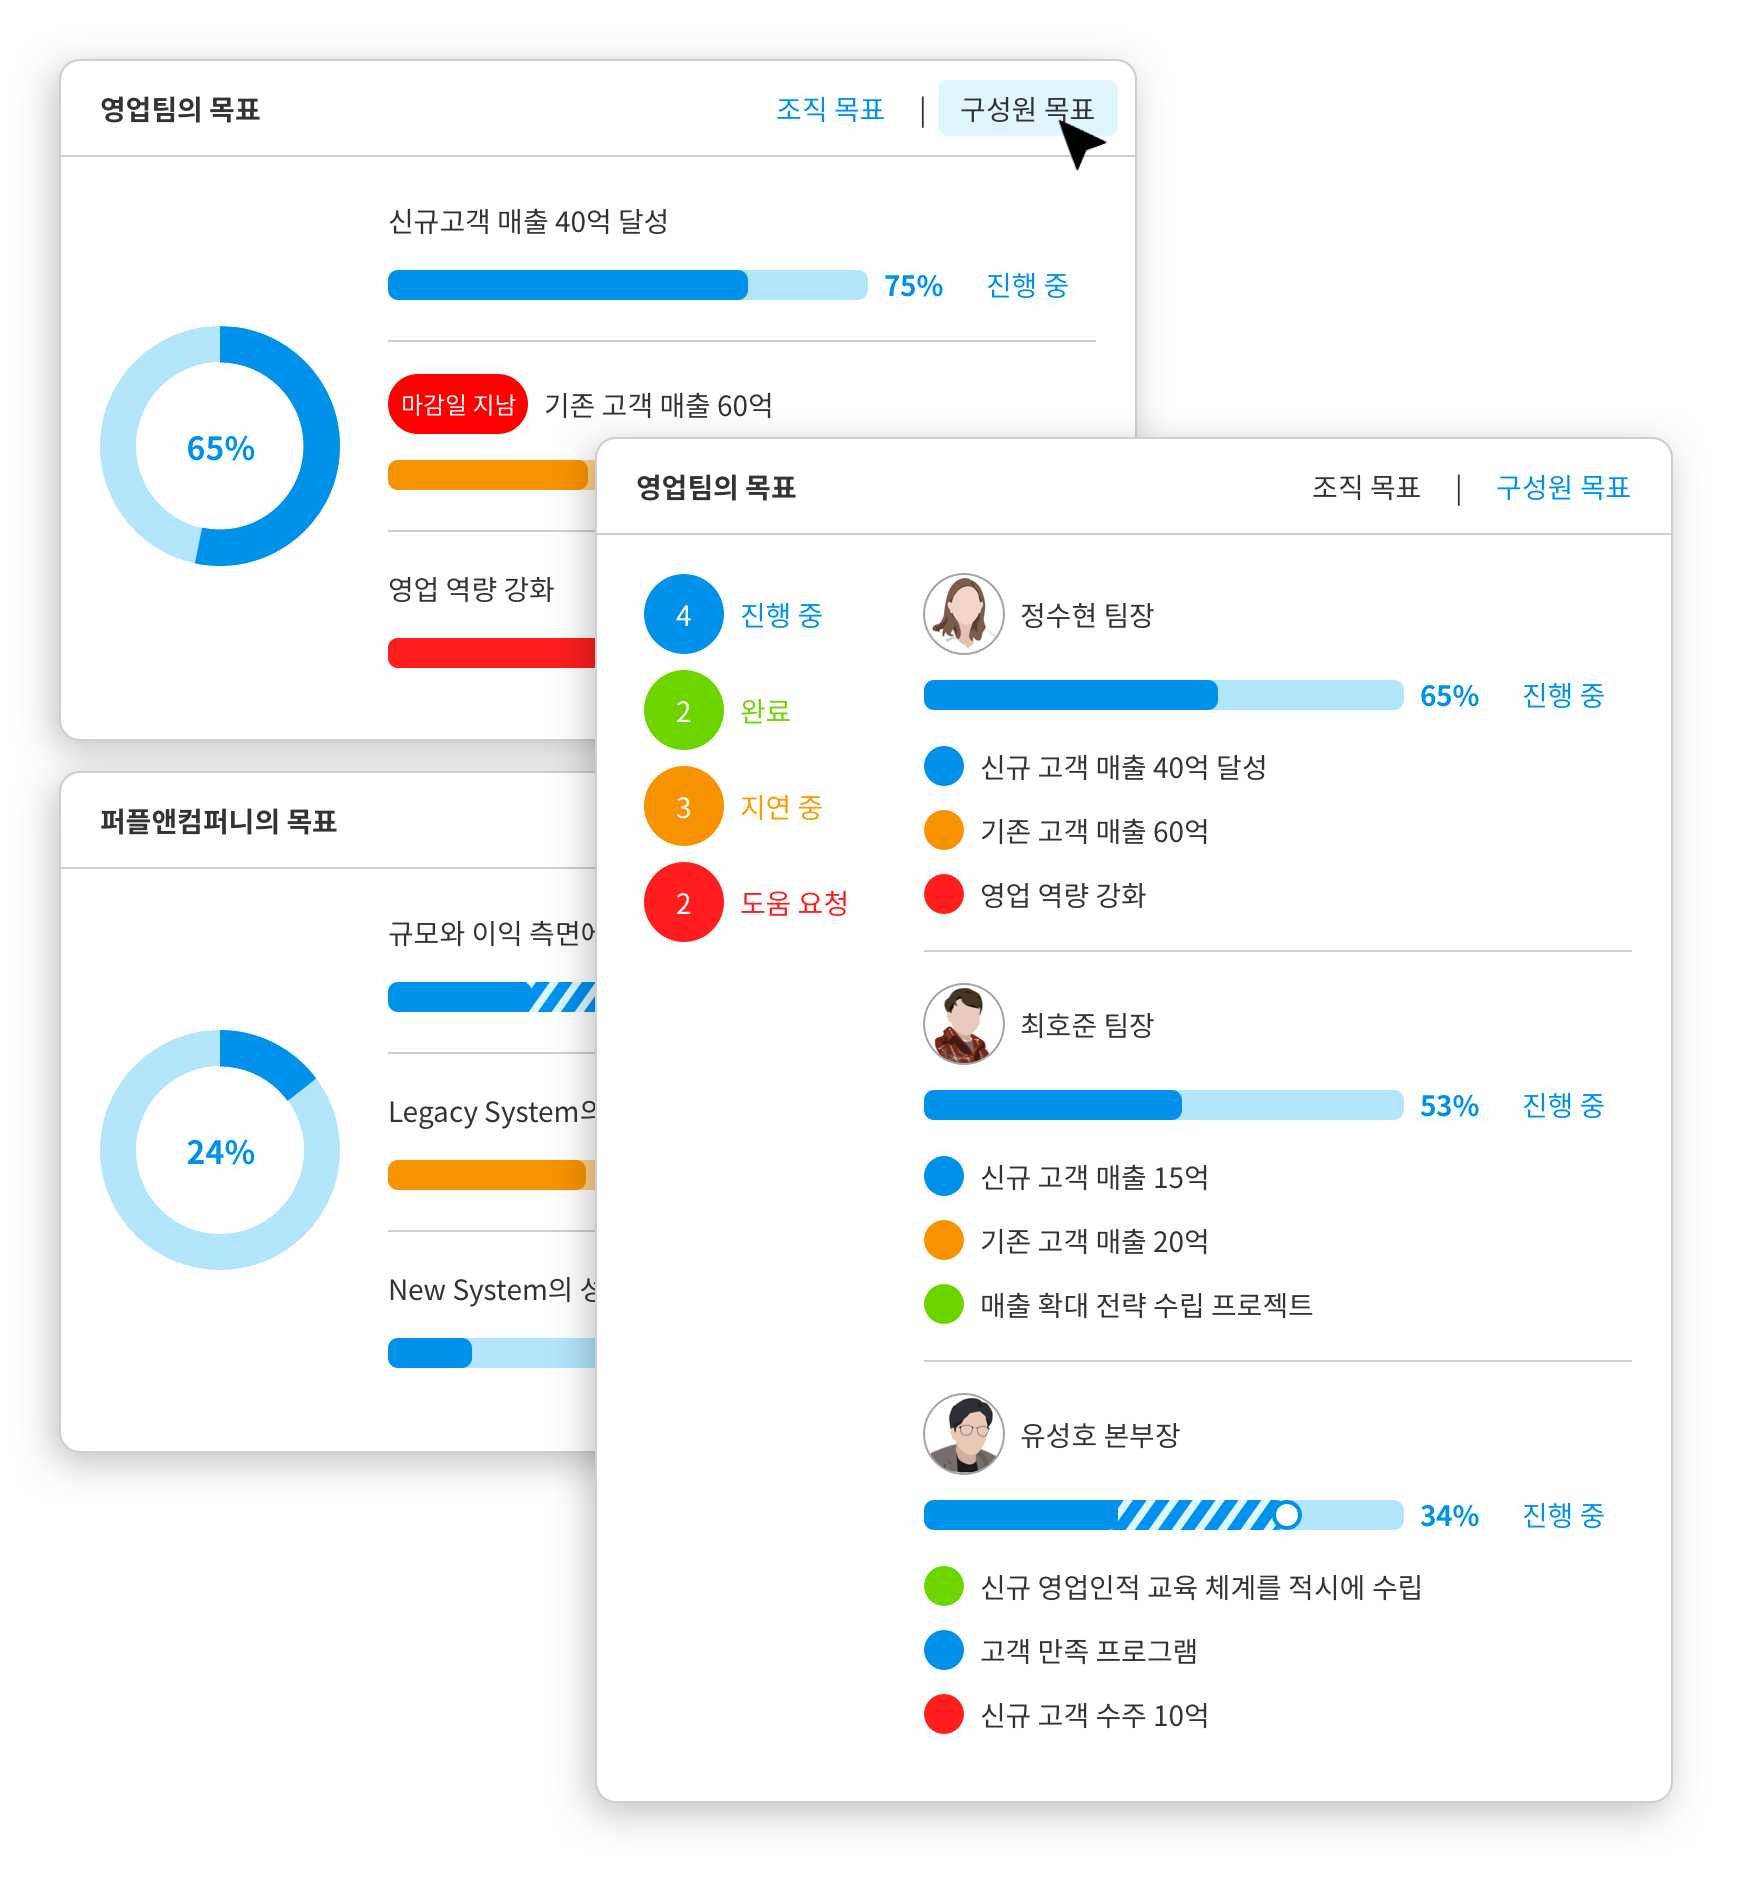 영업팀의 목표
조직 목표 | 구성원 목표
신규고객 매출 40억 달성
75% 진행 중
65%
마감일 지남 기존 고객 매출 60억
영업 역량 강화
퍼플앤컴퍼니의 목표
규모와 이익 측면에
24%
Legacy System의
New System의
영업팀의 목표
조직 목표 | 구성원 목표
4 진행 중
2 완료
3 지연 중
2 도움 요청
정수현 팀장
65% 진행 중
신규 고객 매출 40억 달성
기존 고객 매출 60억
영업 역량 강화
최호준 팀장
53% 진행 중
신규 고객 매출 15억
기존 고객 매출 20억
매출 확대 전략 수립 프로젝트
유성호 본부장
34% 진행 중
신규 영업인적 교육 체계를 적시에 수립
고객 만족 프로그램
신규 고객 수주 10억